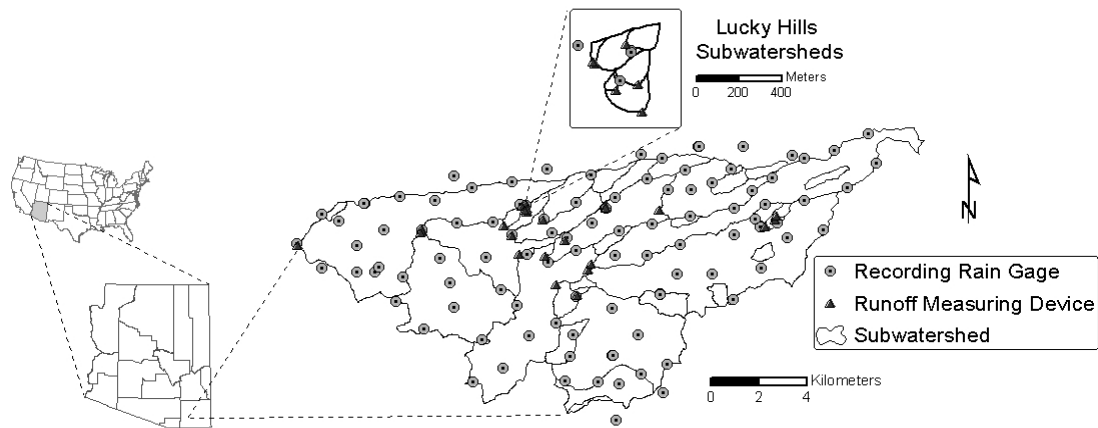 Lucky Hills
Subwatersheds
Meters
0 200 400
N
Recording Rain Gage
Runoff Measuring Device
Subwatershed
Kilometers
0 2 4